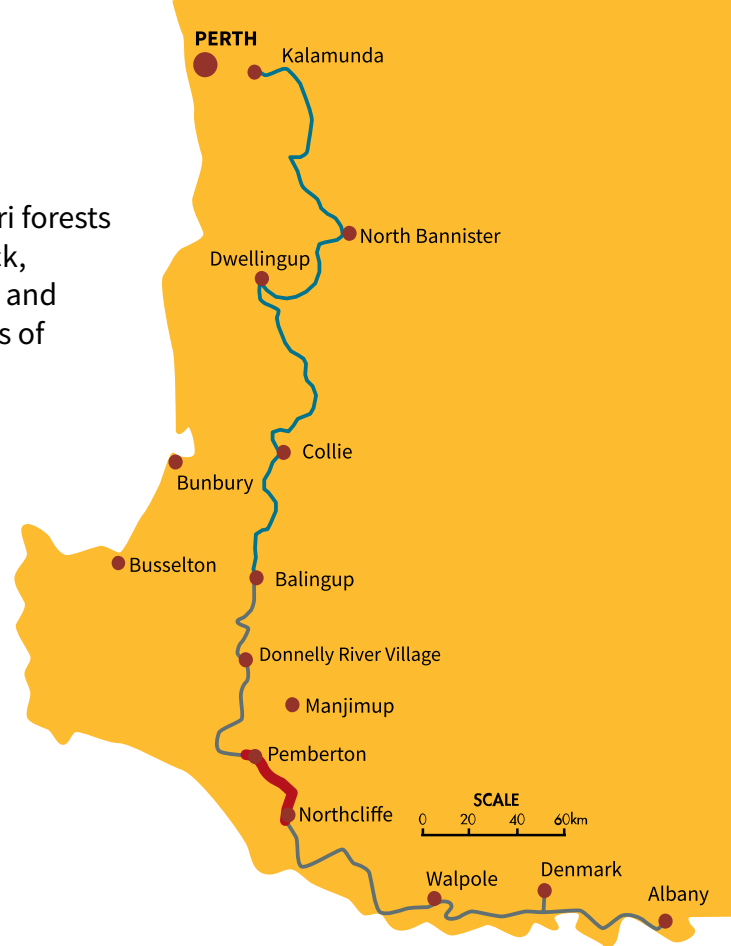 PERTH
Kalamunda
ri forests
North Bannister
Dwellingup
and
s of
Collie
Bunbury
Busselton
Balingup
Donnelly River Village
Manjimup
Pemberton
SCALE
Northcliffe
0 20 40 60km
Denmark
Walpole
Albany